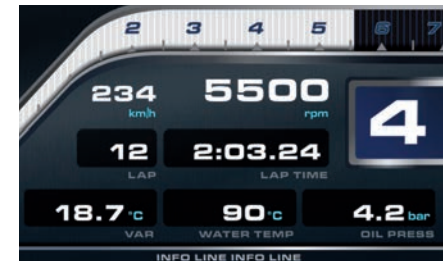 2 3 4 5 6 7
234 5500
km/h rpm
4
12 2:03.24
LAP LAP TIME
18.7 °C 90 °C 4.2 bar
VAR WATER TEMP OIL PRESS
INFO LINE INFO LINE